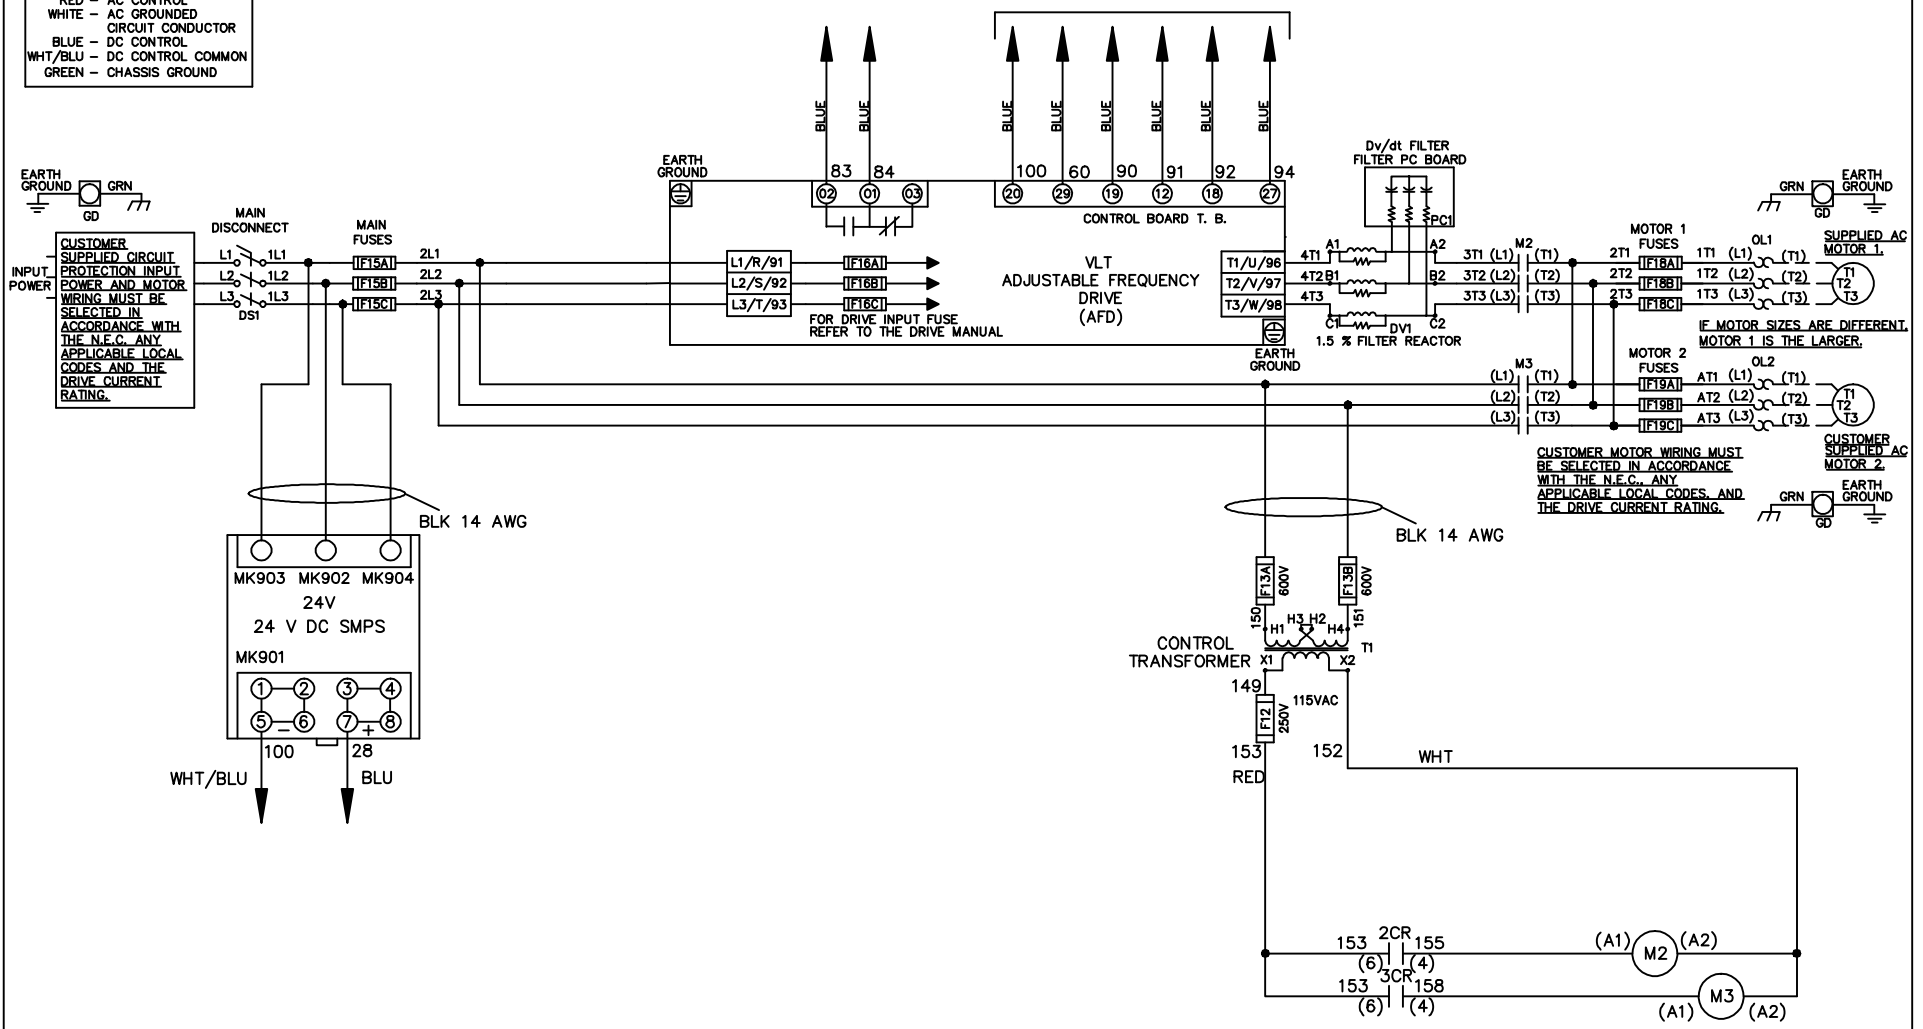 RED – AC CONTROL
WHITE – AC GROUNDED
CIRCUIT CONDUCTOR
BLUE – DC CONTROL
WHT/BLU – DC CONTROL COMMON
GREEN – CHASSIS GROUND
BLUE
BLUE
BLUE
BLUE
BLUE
BLUE
BLUE
BLUE
EARTH
GROUND
GRN
GD
MAIN
DISCONNECT
L1 1L1
L2 1L2
L3 1L3
DS1
INPUT
POWER
CUSTOMER
SUPPLIED CIRCUIT
PROTECTION INPUT
POWER AND MOTOR
WIRING MUST BE
SELECTED IN
ACCORDANCE WITH
THE N.E.C. ANY
APPLICABLE LOCAL
CODES AND THE
DRIVE CURRENT
RATING.
MAIN
FUSES
F15A 2L1
F15B 2L2
F15C 2L3
EARTH
GROUND
83 84
02 01 03
100 60 90 91 92 94
20 29 19 12 18 27
CONTROL BOARD T. B.
L1/R/91 F16A
L2/S/92 F16B
L3/T/93 F16C
FOR DRIVE INPUT FUSE
REFER TO THE DRIVE MANUAL
VLT
ADJUSTABLE FREQUENCY
DRIVE
(AFD)
T1/U/96 4T1
T2/V/97 4T2
T3/W/98 4T3
EARTH
GROUND
Dv/dt FILTER
FILTER PC BOARD
PC1
A1 A2
B1 B2
C1 C2
DV1
1.5 % FILTER REACTOR
M2
3T1 (L1) (T1)
3T2 (L2) (T2)
3T3 (L3) (T3)
MOTOR 1
FUSES
2T1 F18A 1T1 (L1) (T1)
2T2 F18B 1T2 (L2) (T2)
2T3 F18C 1T3 (L3) (T3)
OL1
GRN
GD
EARTH
GROUND
SUPPLIED AC
MOTOR 1.
T1
T2
T3
IF MOTOR SIZES ARE DIFFERENT,
MOTOR 1 IS THE LARGER.
M3
(L1) (T1)
(L2) (T2)
(L3) (T3)
MOTOR 2
FUSES
OL2
F19A AT1 (L1) (T1)
F19B AT2 (L2) (T2)
F19C AT3 (L3) (T3)
T1
T2
T3
CUSTOMER
SUPPLIED AC
MOTOR 2.
CUSTOMER MOTOR WIRING MUST
BE SELECTED IN ACCORDANCE
WITH THE N.E.C., ANY
APPLICABLE LOCAL CODES, AND
THE DRIVE CURRENT RATING.
GRN
GD
EARTH
GROUND
BLK 14 AWG
MK903 MK902 MK904
24V
24 V DC SMPS
MK901
1 2 3 4
5 6 7 8
– +
100 28
WHT/BLU BLU
BLK 14 AWG
F13A 600V
F13B 600V
150 151
H1 H3 H2 H4
T1
CONTROL
TRANSFORMER
X1 X2
149
115VAC
F12 250V
153
RED
152
WHT
2CR
153 155
(6) (4)
(A1) M2 (A2)
3CR
153 158
(6) (4)
(A1) M3 (A2)